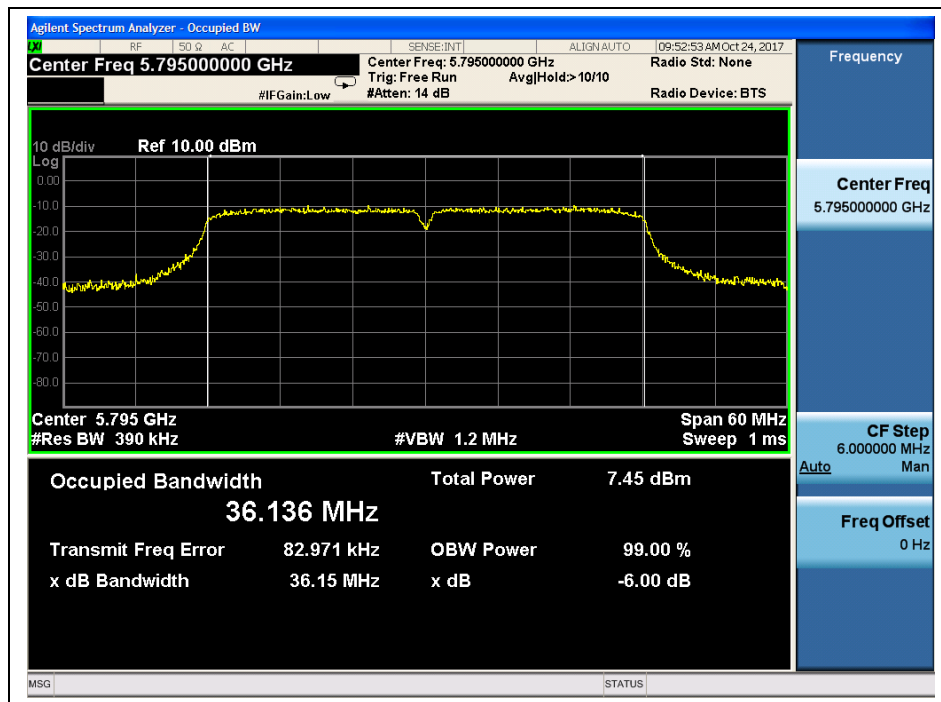 Agilent Spectrum Analyzer - Occupied BW
LXI RF 50 Ω AC SENSE:INT ALIGN AUTO 09:52:53 AM Oct 24, 2017
Center Freq 5.795000000 GHz
Center Freq: 5.795000000 GHz Radio Std: None
Trig: Free Run Avg|Hold:> 10/10
#IFGain:Low #Atten: 14 dB Radio Device: BTS
10 dB/div Ref 10.00 dBm
Log
0.00
-10.0
-20.0
-30.0
-40.0
-50.0
-60.0
-70.0
-80.0
Center 5.795 GHz Span 60 MHz
#Res BW 390 kHz #VBW 1.2 MHz Sweep 1 ms
Occupied Bandwidth Total Power 7.45 dBm
36.136 MHz
Transmit Freq Error 82.971 kHz OBW Power 99.00 %
x dB Bandwidth 36.15 MHz x dB -6.00 dB
MSG STATUS
Frequency
Center Freq
5.795000000 GHz
CF Step
6.000000 MHz
Auto Man
Freq Offset
0 Hz